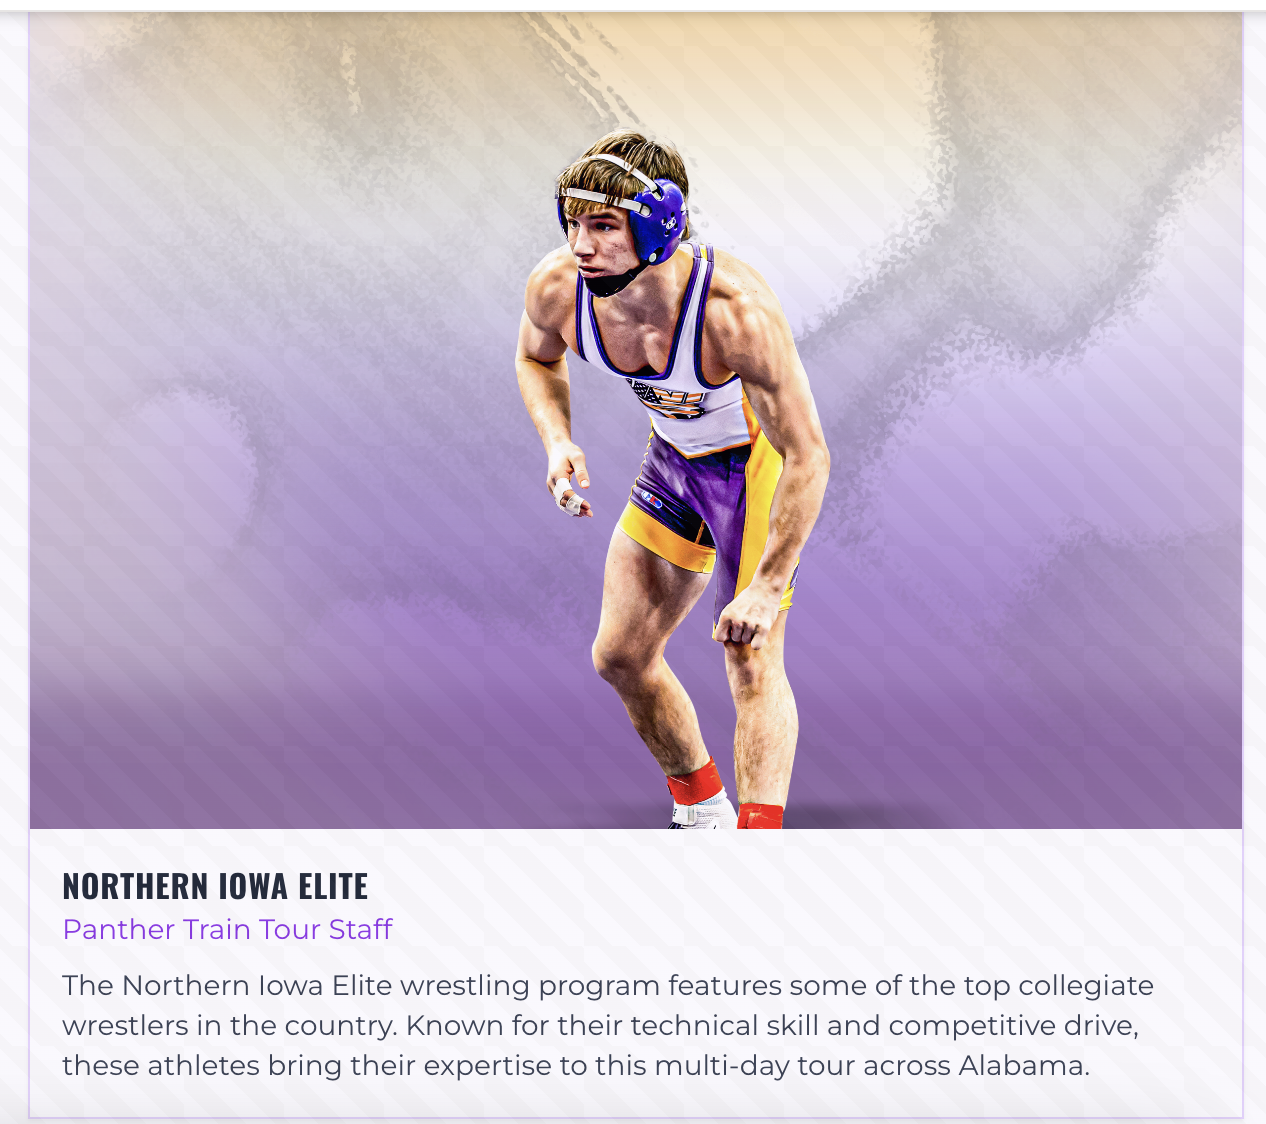 NORTHERN IOWA ELITE
Panther Train Tour Staff
The Northern Iowa Elite wrestling program features some of the top collegiate
wrestlers in the country. Known for their technical skill and competitive drive,
these athletes bring their expertise to this multi-day tour across Alabama.